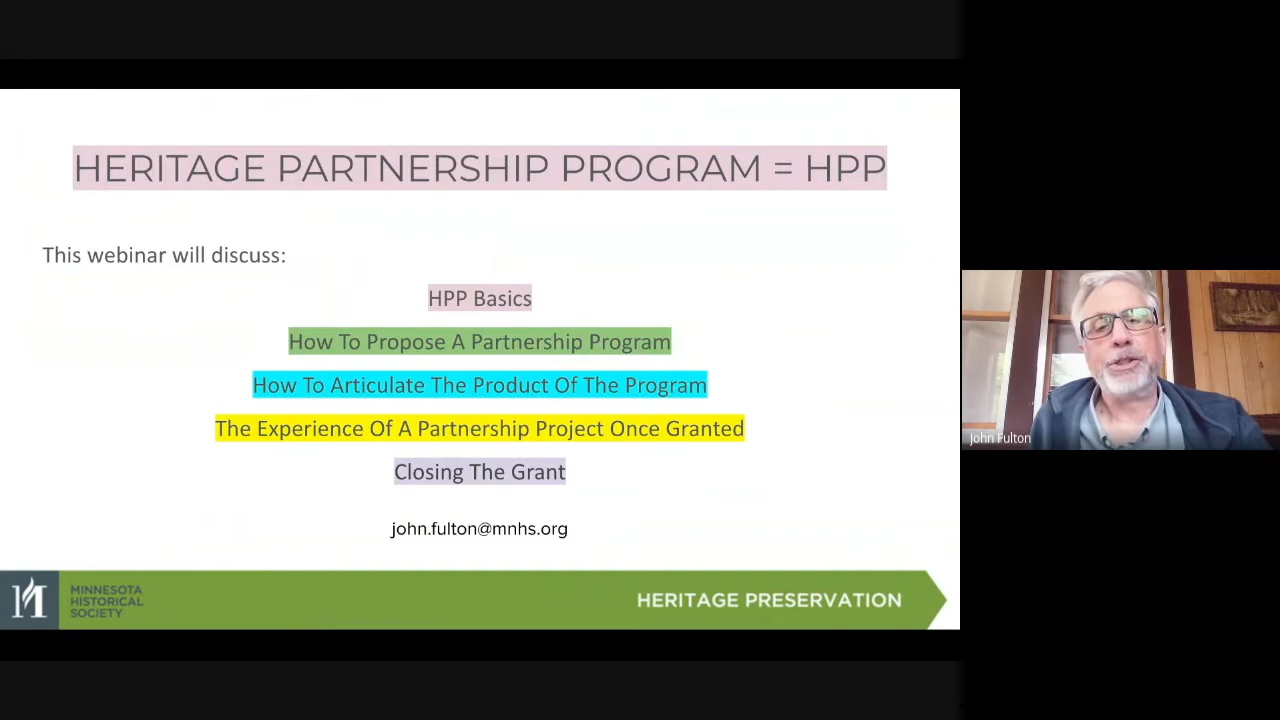 HERITAGE PARTNERSHIP PROGRAM = HPP
This webinar will discuss:
HPP Basics
How To Propose A Partnership Program
How To Articulate The Product Of The Program
The Experience Of A Partnership Project Once Granted
Closing The Grant
john.fulton@mnhs.org
MINNESOTA
HISTORICAL
SOCIETY
HERITAGE PRESERVATION
John Fulton